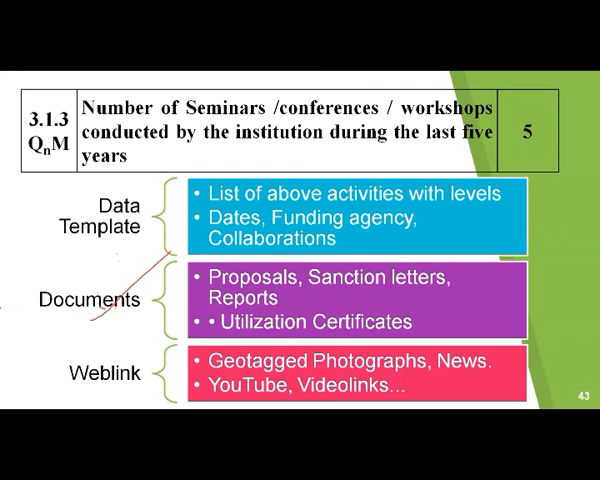 3.1.3
QnM
Number of Seminars /conferences / workshops
conducted by the institution during the last five
years
5
Data
Template
• List of above activities with levels
• Dates, Funding agency,
Collaborations
Documents
• Proposals, Sanction letters,
Reports
• • Utilization Certificates
Weblink
• Geotagged Photographs, News.
• YouTube, Videolinks...
43